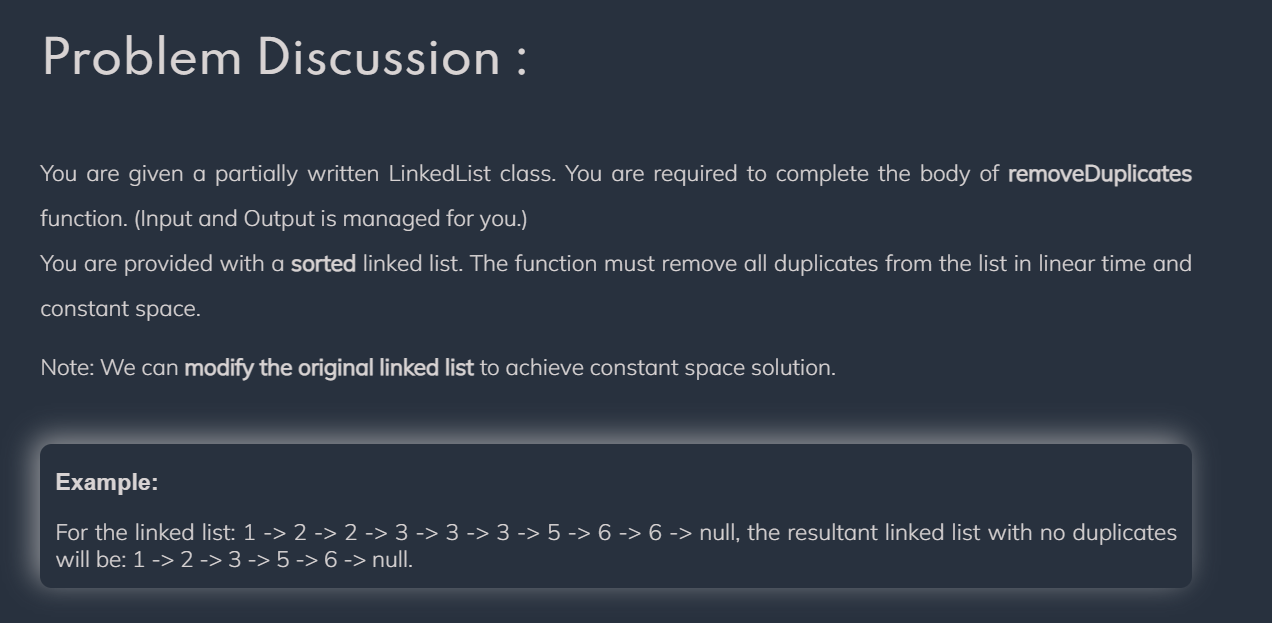 Problem Discussion :
You are given a partially written LinkedList class. You are required to complete the body of removeDuplicates
function. (Input and Output is managed for you.)
You are provided with a sorted linked list. The function must remove all duplicates from the list in linear time and
constant space.
Note: We can modify the original linked list to achieve constant space solution.
Example:
For the linked list: 1 -> 2 -> 2 -> 3 -> 3 -> 3 -> 5 -> 6 -> 6 -> null, the resultant linked list with no duplicates
will be: 1 -> 2 -> 3 -> 5 -> 6 -> null.